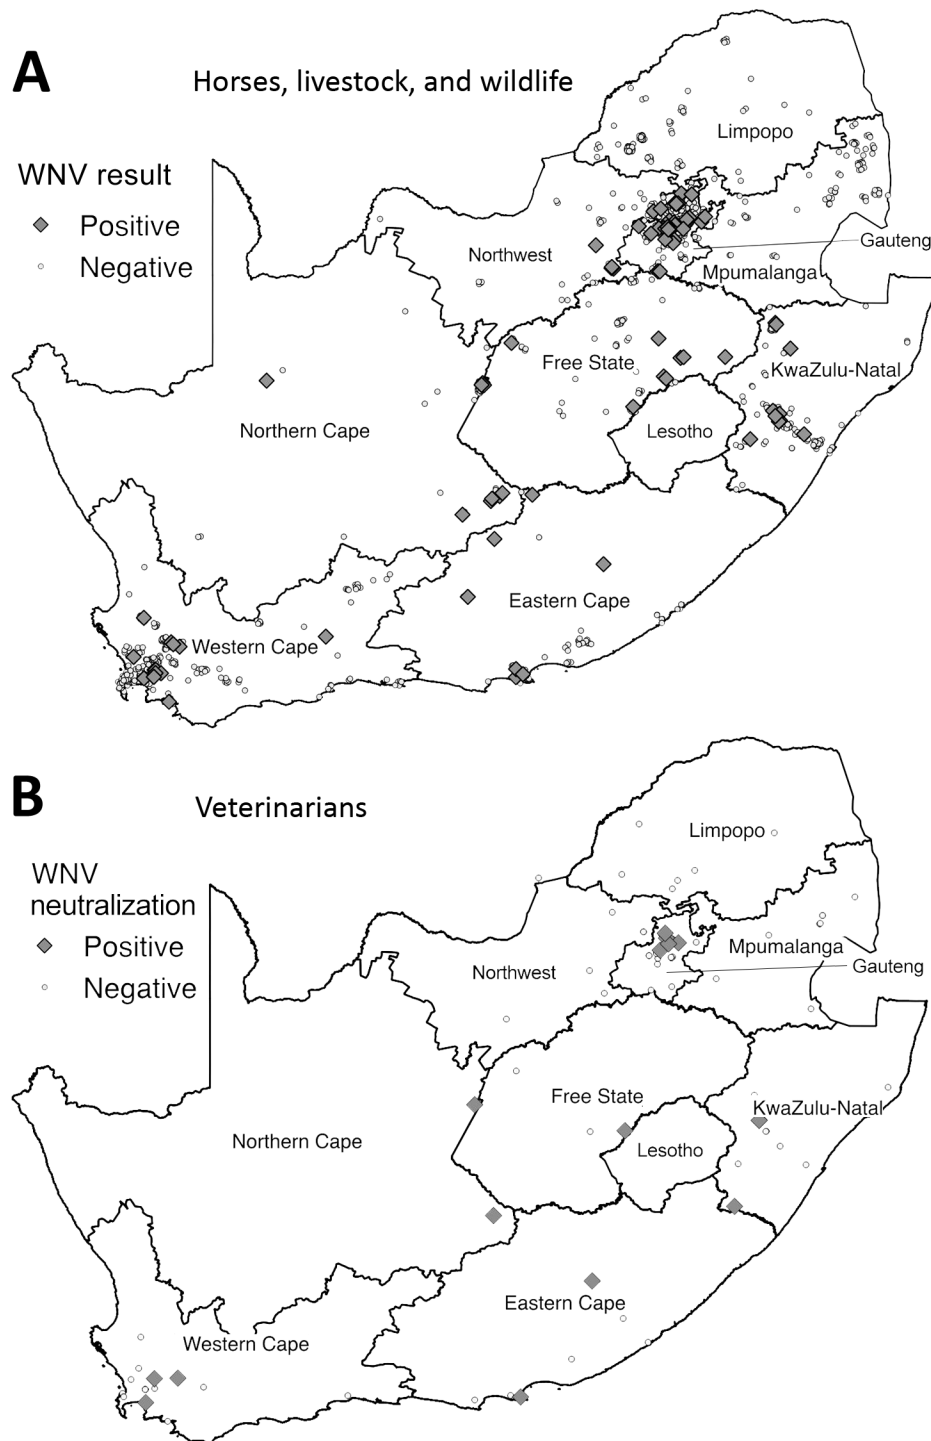 A
Horses, livestock, and wildlife
WNV result
Positive
Negative
Limpopo
Northwest
Gauteng
Mpumalanga
Free State
KwaZulu-Natal
Northern Cape
Lesotho
Eastern Cape
Western Cape
B
Veterinarians
WNV
neutralization
Positive
Negative
Limpopo
Mpumalanga
Northwest
Gauteng
Free State
KwaZulu-Natal
Northern Cape
Lesotho
Eastern Cape
Western Cape